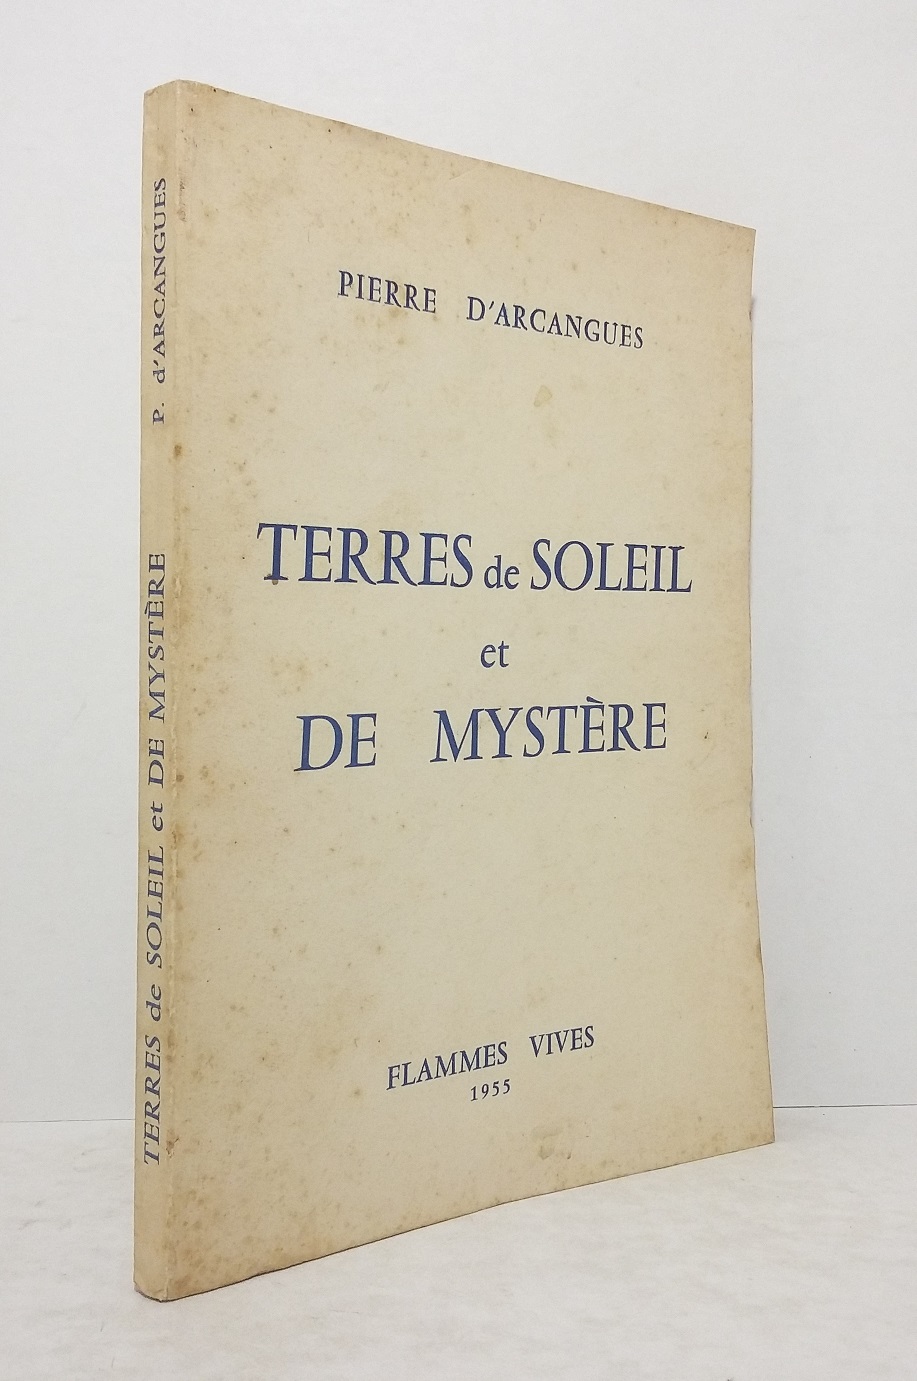 PIERRE D'ARCANGUES
TERRES de SOLEIL
et
DE MYSTÈRE
FLAMMES VIVES
1955
TERRES de SOLEIL et DE MYSTÈRE P. d'ARCANGUES